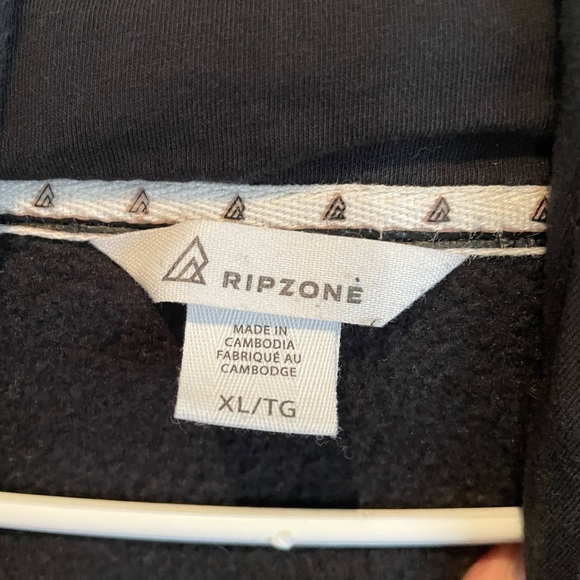 RIPZONE
MADE IN
CAMBODIA
FABRIQUÉ AU
CAMBODGE
XL/TG